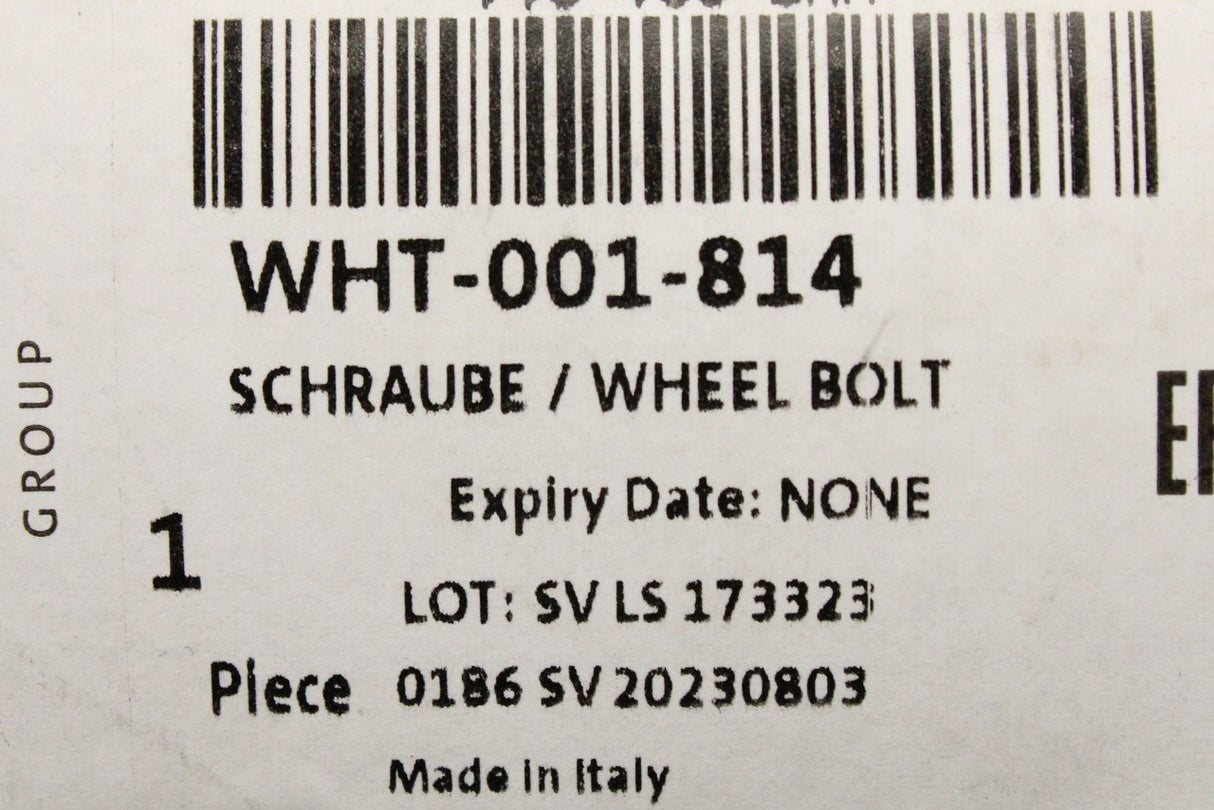 WHT-001-814
SCHRAUBE / WHEEL BOLT
GROUP
Expiry Date: NONE
1
LOT: SV LS 173323
Piece 0186 SV 20230803
Made in Italy